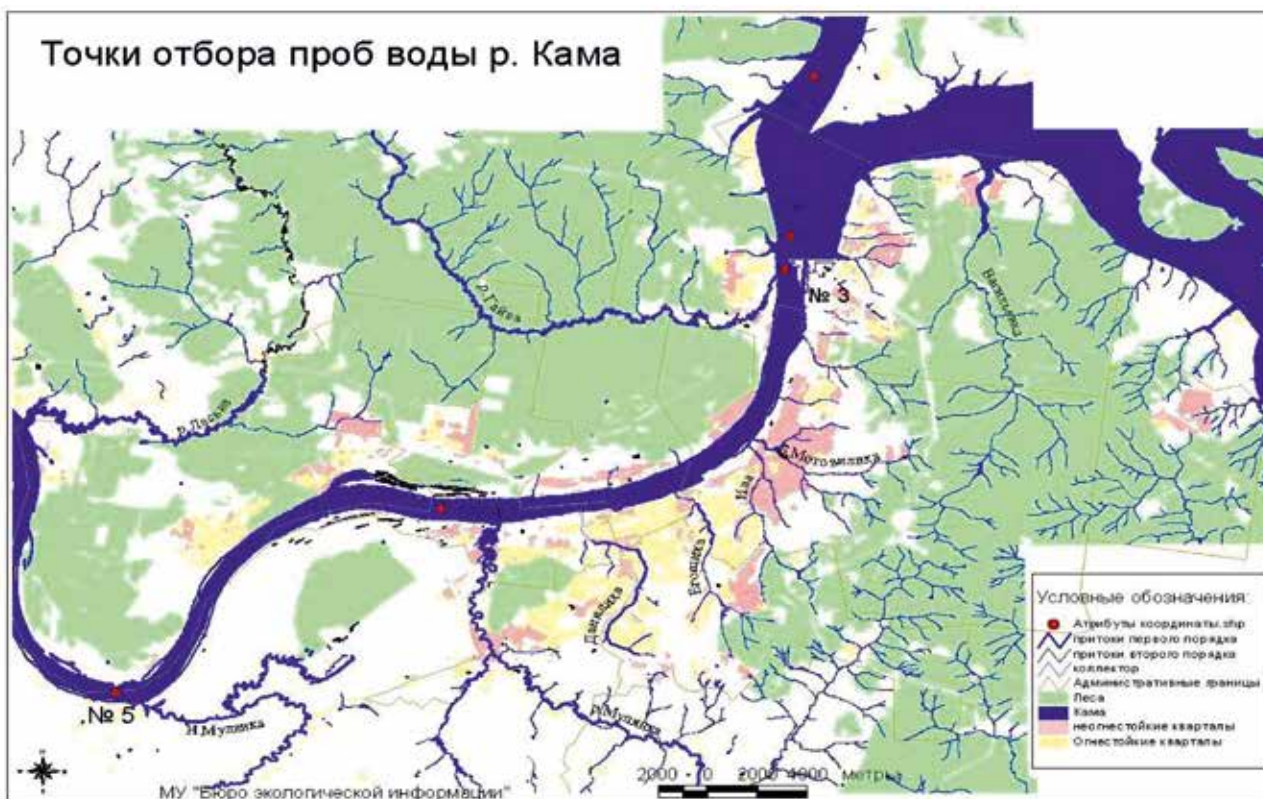 Точки отбора проб воды р. Кама
р.Гайва
№ 3
Васильевка
р.Ласьва
Б.Мотовилиха
Ива
Егошиха
Данилиха
№ 5
Н.Мулянка
р.Мулянка
Условные обозначения:
Атрибуты координаты.shp
притоки первого порядка
притоки второго порядка
коллектор
Административные границы
Леса
Кама
неогнестойкие кварталы
Огнестойкие кварталы
2000 0 2000 4000 метры
МУ "Бюро экологической информации"